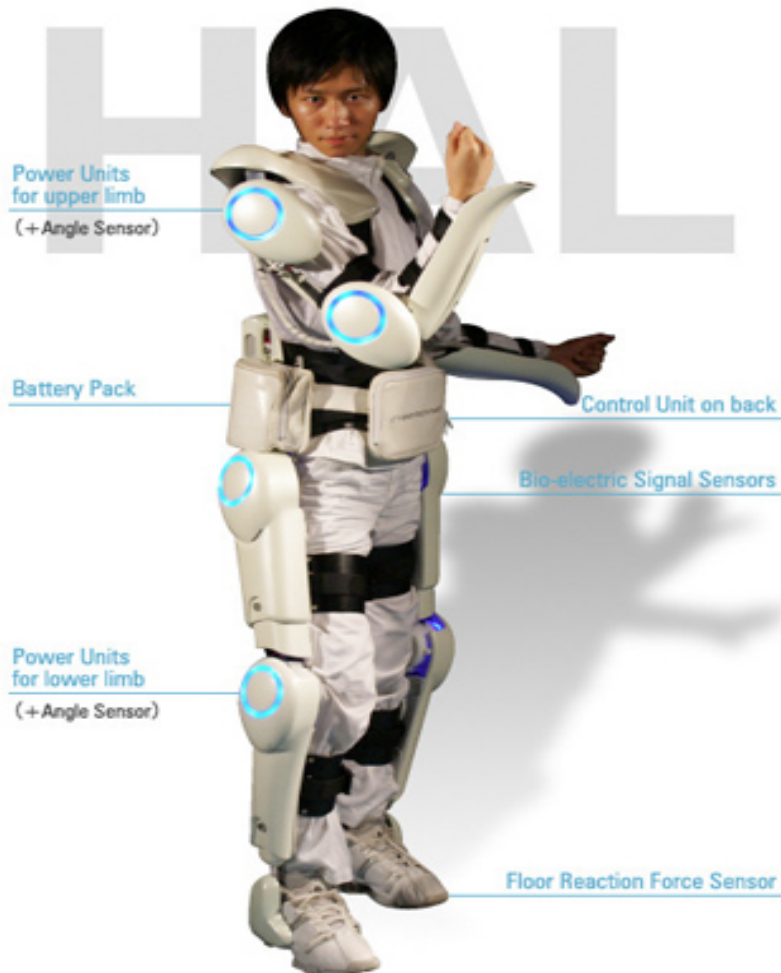 HAL
Power Units
for upper limb
(+Angle Sensor)
Battery Pack
Control Unit on back
Bio-electric Signal Sensors
Power Units
for lower limb
(+Angle Sensor)
Floor Reaction Force Sensor